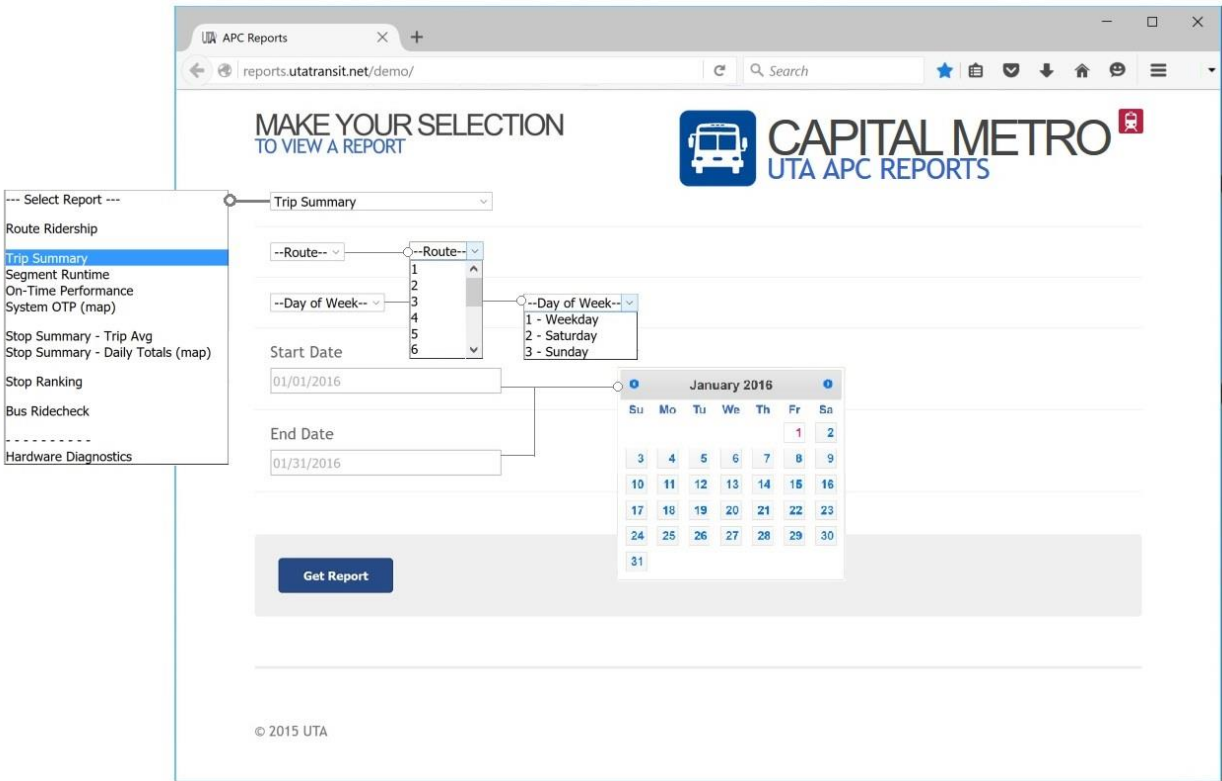 UTA APC Reports
reports.utatransit.net/demo/
Search
MAKE YOUR SELECTION
TO VIEW A REPORT
CAPITAL METRO
UTA APC REPORTS
--- Select Report ---
Route Ridership
Trip Summary
Segment Runtime
On-Time Performance
System OTP (map)
Stop Summary - Trip Avg
Stop Summary - Daily Totals (map)
Stop Ranking
Bus Ridecheck
- - - - - - - - - -
Hardware Diagnostics
Trip Summary
--Route--
--Route--
1
2
3
4
5
6
--Day of Week--
--Day of Week--
1 - Weekday
2 - Saturday
3 - Sunday
Start Date
01/01/2016
End Date
01/31/2016
January 2016
Su Mo Tu We Th Fr Sa
1 2
3 4 5 6 7 8 9
10 11 12 13 14 15 16
17 18 19 20 21 22 23
24 25 26 27 28 29 30
31
Get Report
© 2015 UTA